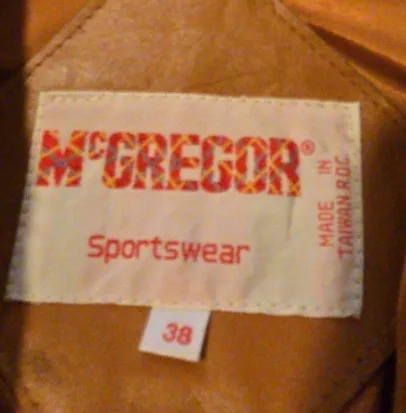 McGREGOR®
Sportswear
MADE IN
TAIWAN R.O.C.
38